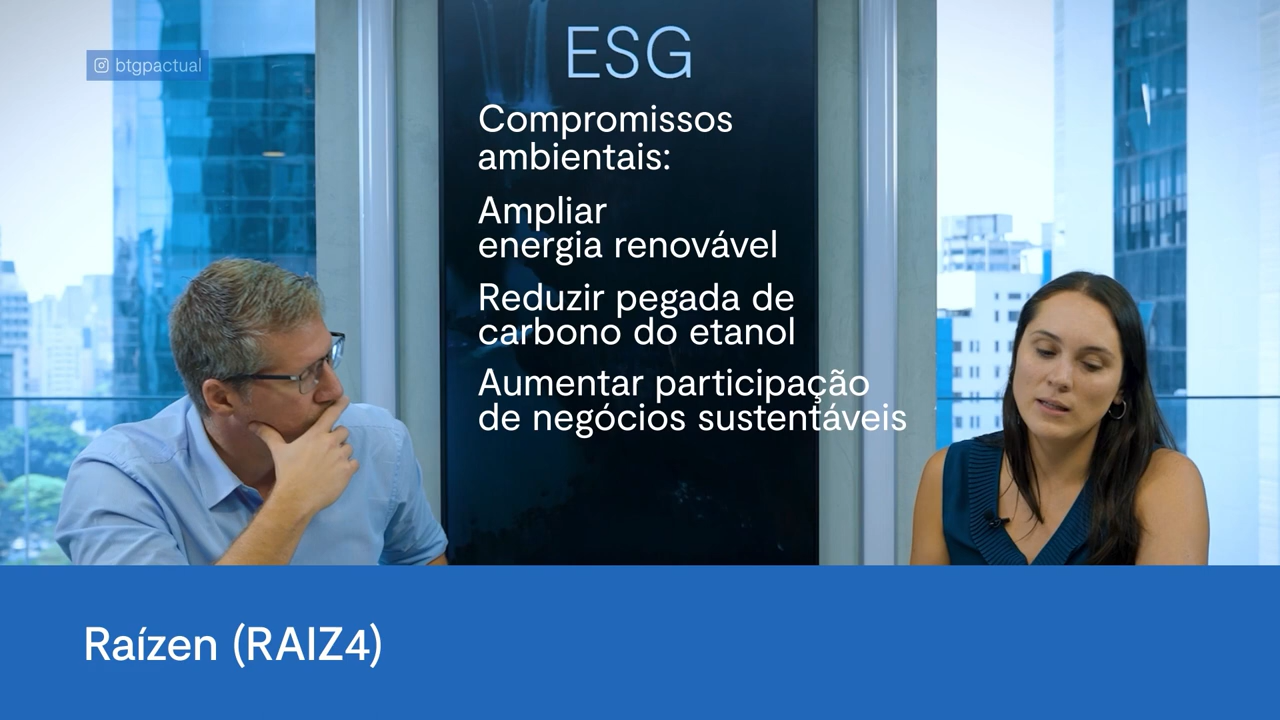 btgpactual
ESG
Compromissos
ambientais:
Ampliar
energia renovável
Reduzir pegada de
carbono do etanol
Aumentar participação
de negócios sustentáveis
Raízen (RAIZ4)